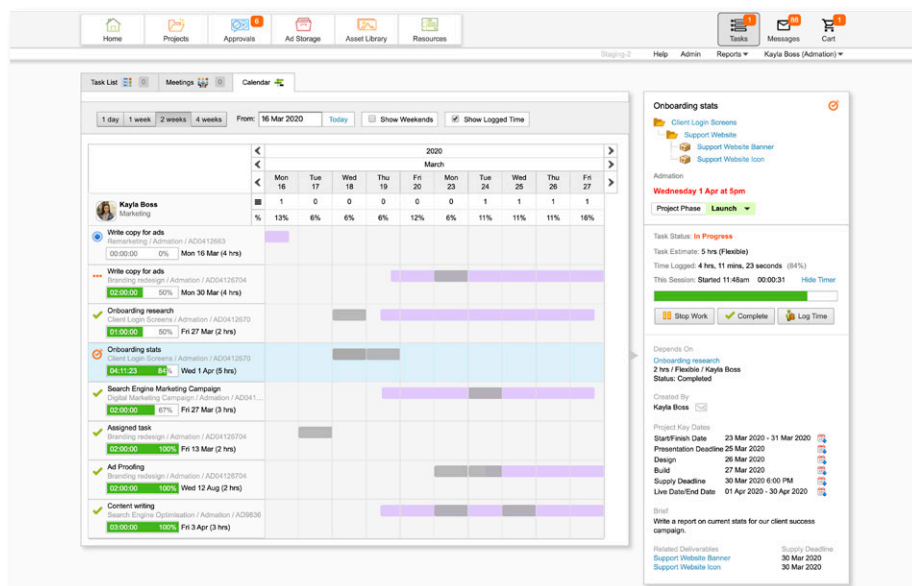 6
1
86
1
Home Projects Approvals Ad Storage Asset Library Resources Tasks Messages Cart
Staging-2 Help Admin Reports Kayla Boss (Admation)
Task List 0 Meetings 0 Calendar
1 day 1 week 2 weeks 4 weeks From: 16 Mar 2020 Today Show Weekends Show Logged Time
2020
March
Mon Tue Wed Thu Fri Mon Tue Wed Thu Fri
16 17 18 19 20 23 24 25 26 27
Kayla Boss
Marketing
1 0 0 0 0 0 1 1 1 1
% 13% 6% 6% 6% 12% 6% 11% 11% 11% 16%
Write copy for ads
Remarketing / Admation / AD0412663
00:00:00 0% Mon 16 Mar (4 hrs)
Write copy for ads
Branding redesign / Admation / AD04126704
02:00:00 50% Mon 30 Mar (4 hrs)
Onboarding research
Client Login Screens / Admation / AD0412670
01:00:00 50% Fri 27 Mar (2 hrs)
Onboarding stats
Client Login Screens / Admation / AD0412670
04:11:23 84% Wed 1 Apr (5 hrs)
Search Engine Marketing Campaign
Digital Marketing Campaign / Admation / AD041...
02:00:00 67% Fri 27 Mar (3 hrs)
Assigned task
Branding redesign / Admation / AD04126704
02:00:00 100% Fri 13 Mar (2 hrs)
Ad Proofing
Branding redesign / Admation / AD04126704
02:00:00 100% Wed 12 Aug (2 hrs)
Content writing
Search Engine Optimisation / Admation / AD9836
03:00:00 100% Fri 3 Apr (3 hrs)
Onboarding stats
Client Login Screens
Support Website
Support Website Banner
Support Website Icon
Admation
Wednesday 1 Apr at 5pm
Project Phase Launch
Task Status: In Progress
Task Estimate: 5 hrs (Flexible)
Time Logged: 4 hrs, 11 mins, 23 seconds (84%)
This Session: Started 11:48am 00:00:31 Hide Timer
Stop Work Complete Log Time
Depends On
Onboarding research
2 hrs / Flexible / Kayla Boss
Status: Completed
Created By
Kayla Boss
Project Key Dates
Start/Finish Date 23 Mar 2020 - 31 Mar 2020
Presentation Deadline 25 Mar 2020
Design 26 Mar 2020
Build 27 Mar 2020
Supply Deadline 30 Mar 2020 6:00 PM
Live Date/End Date 01 Apr 2020 - 30 Apr 2020
Brief
Write a report on current stats for our client success
campaign.
Related Deliverables Supply Deadline
Support Website Banner 30 Mar 2020
Support Website Icon 30 Mar 2020